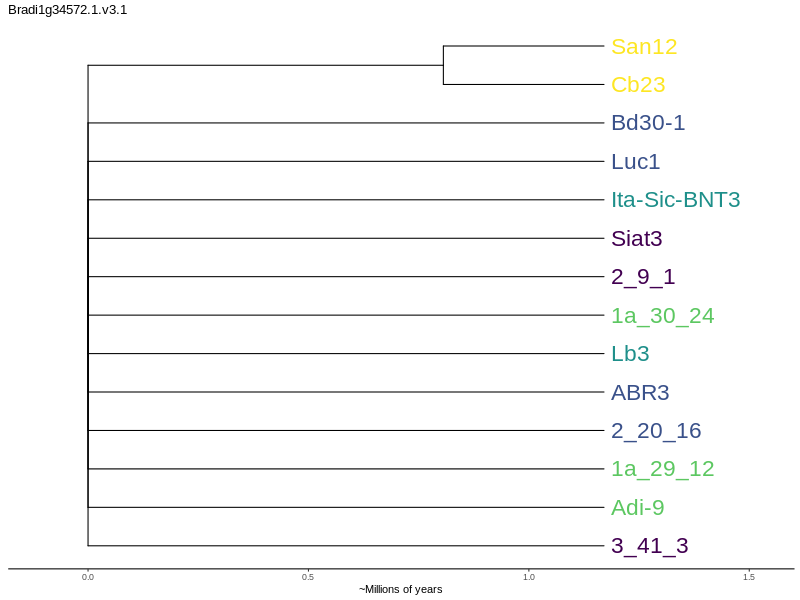 Bradi1g34572.1.v3.1
San12
Cb23
Bd30-1
Luc1
Ita-Sic-BNT3
Siat3
2_9_1
1a_30_24
Lb3
ABR3
2_20_16
1a_29_12
Adi-9
3_41_3
0.0 0.5 1.0 1.5
~Millions of years